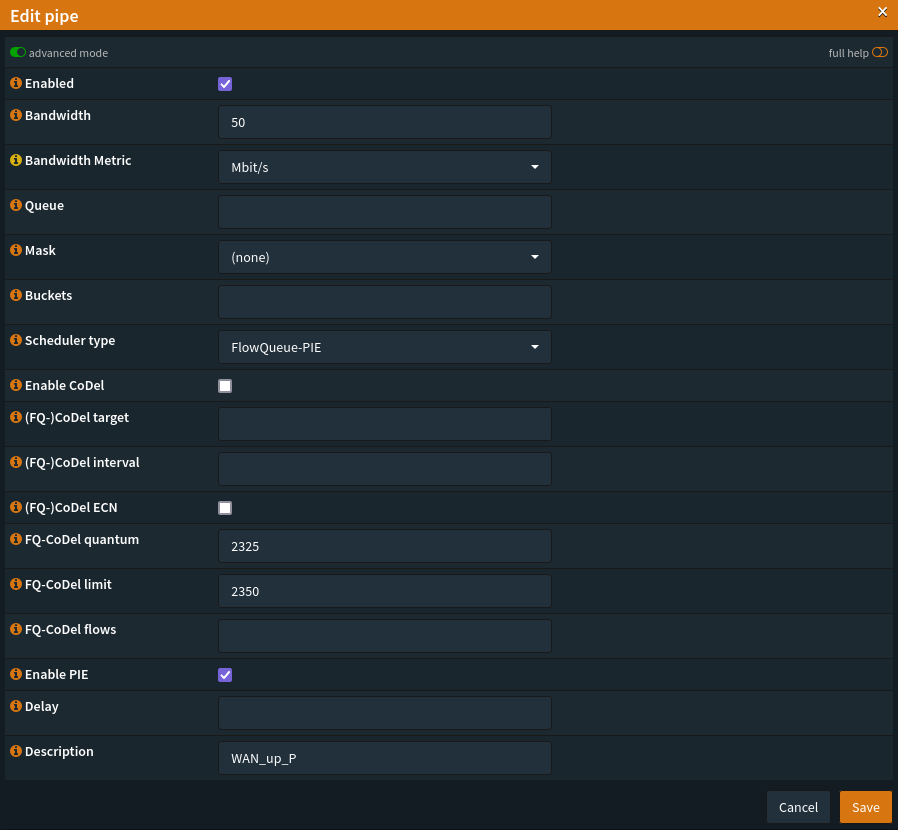 Edit pipe ×
advanced mode full help
Enabled
Bandwidth 50
Bandwidth Metric Mbit/s
Queue
Mask (none)
Buckets
Scheduler type FlowQueue-PIE
Enable CoDel
(FQ-)CoDel target
(FQ-)CoDel interval
(FQ-)CoDel ECN
FQ-CoDel quantum 2325
FQ-CoDel limit 2350
FQ-CoDel flows
Enable PIE
Delay
Description WAN_up_P
Cancel Save